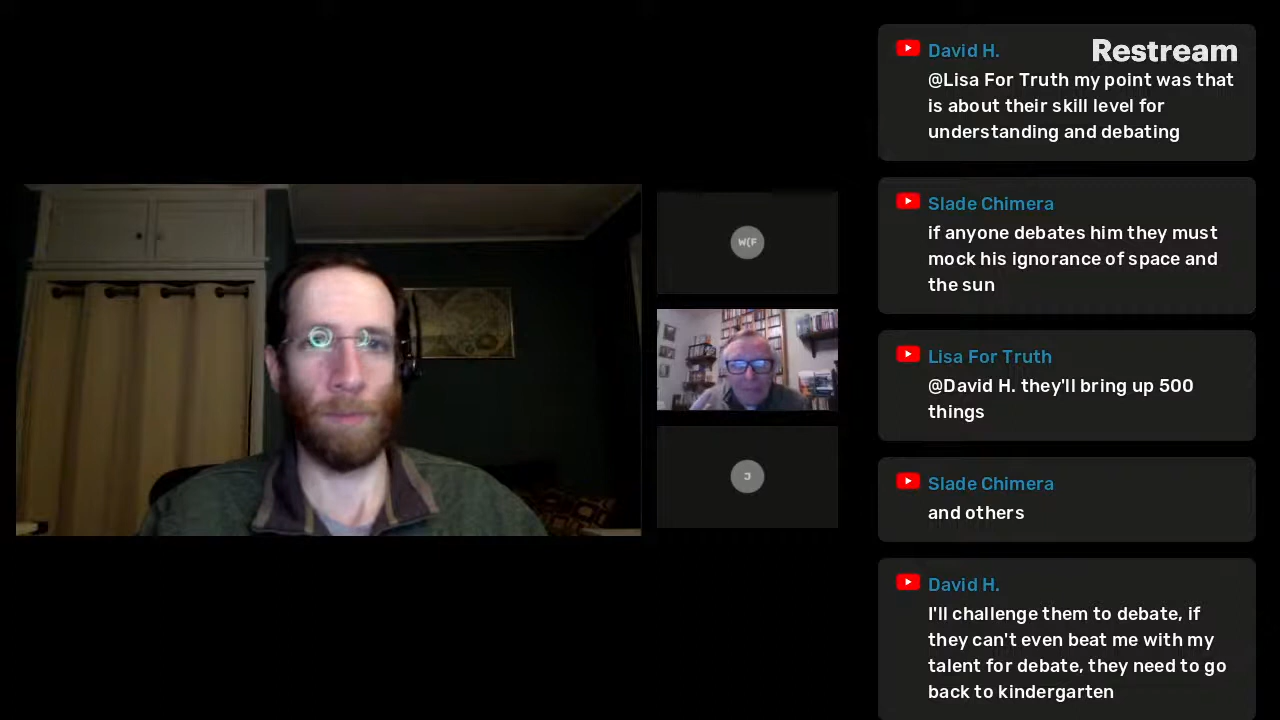 W(F
J
Restream
David H.
@Lisa For Truth my point was that
is about their skill level for
understanding and debating
Slade Chimera
if anyone debates him they must
mock his ignorance of space and
the sun
Lisa For Truth
@David H. they'll bring up 500
things
Slade Chimera
and others
David H.
I'll challenge them to debate, if
they can't even beat me with my
talent for debate, they need to go
back to kindergarten